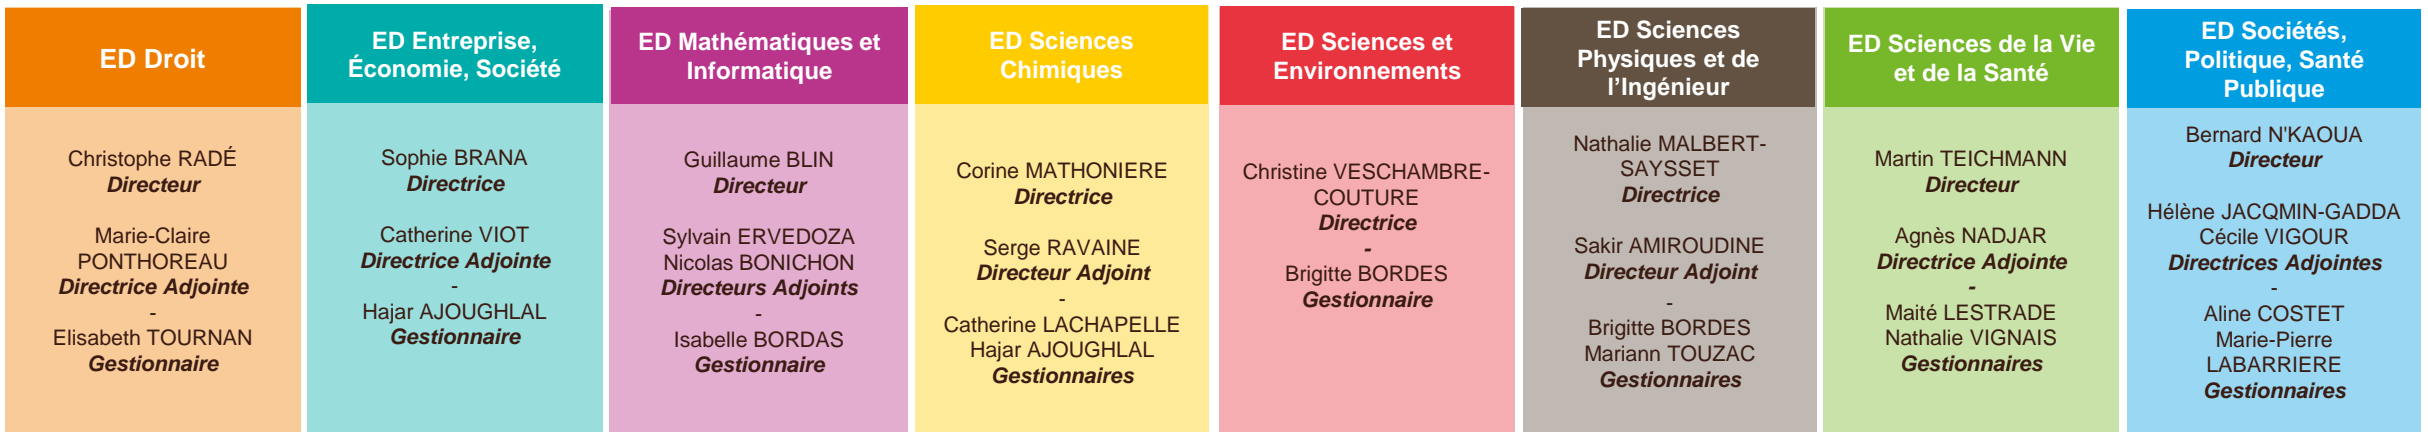 ED Droit
Christophe RADÉ
Directeur
Marie-Claire
PONTHOREAU
Directrice Adjointe
-
Elisabeth TOURNAN
Gestionnaire
ED Entreprise,
Économie, Société
Sophie BRANA
Directrice
Catherine VIOT
Directrice Adjointe
-
Hajar AJOUGHLAL
Gestionnaire
ED Mathématiques et
Informatique
Guillaume BLIN
Directeur
Sylvain ERVEDOZA
Nicolas BONICHON
Directeurs Adjoints
-
Isabelle BORDAS
Gestionnaire
ED Sciences
Chimiques
Corine MATHONIERE
Directrice
Serge RAVAINE
Directeur Adjoint
-
Catherine LACHAPELLE
Hajar AJOUGHLAL
Gestionnaires
ED Sciences et
Environnements
Christine VESCHAMBRE-
COUTURE
Directrice
-
Brigitte BORDES
Gestionnaire
ED Sciences
Physiques et de
l'Ingénieur
Nathalie MALBERT-
SAYSSET
Directrice
Sakir AMIROUDINE
Directeur Adjoint
-
Brigitte BORDES
Mariann TOUZAC
Gestionnaires
ED Sciences de la Vie
et de la Santé
Martin TEICHMANN
Directeur
Agnès NADJAR
Directrice Adjointe
-
Maité LESTRADE
Nathalie VIGNAIS
Gestionnaires
ED Sociétés,
Politique, Santé
Publique
Bernard N'KAOUA
Directeur
Hélène JACQMIN-GADDA
Cécile VIGOUR
Directrices Adjointes
-
Aline COSTET
Marie-Pierre
LABARRIERE
Gestionnaires